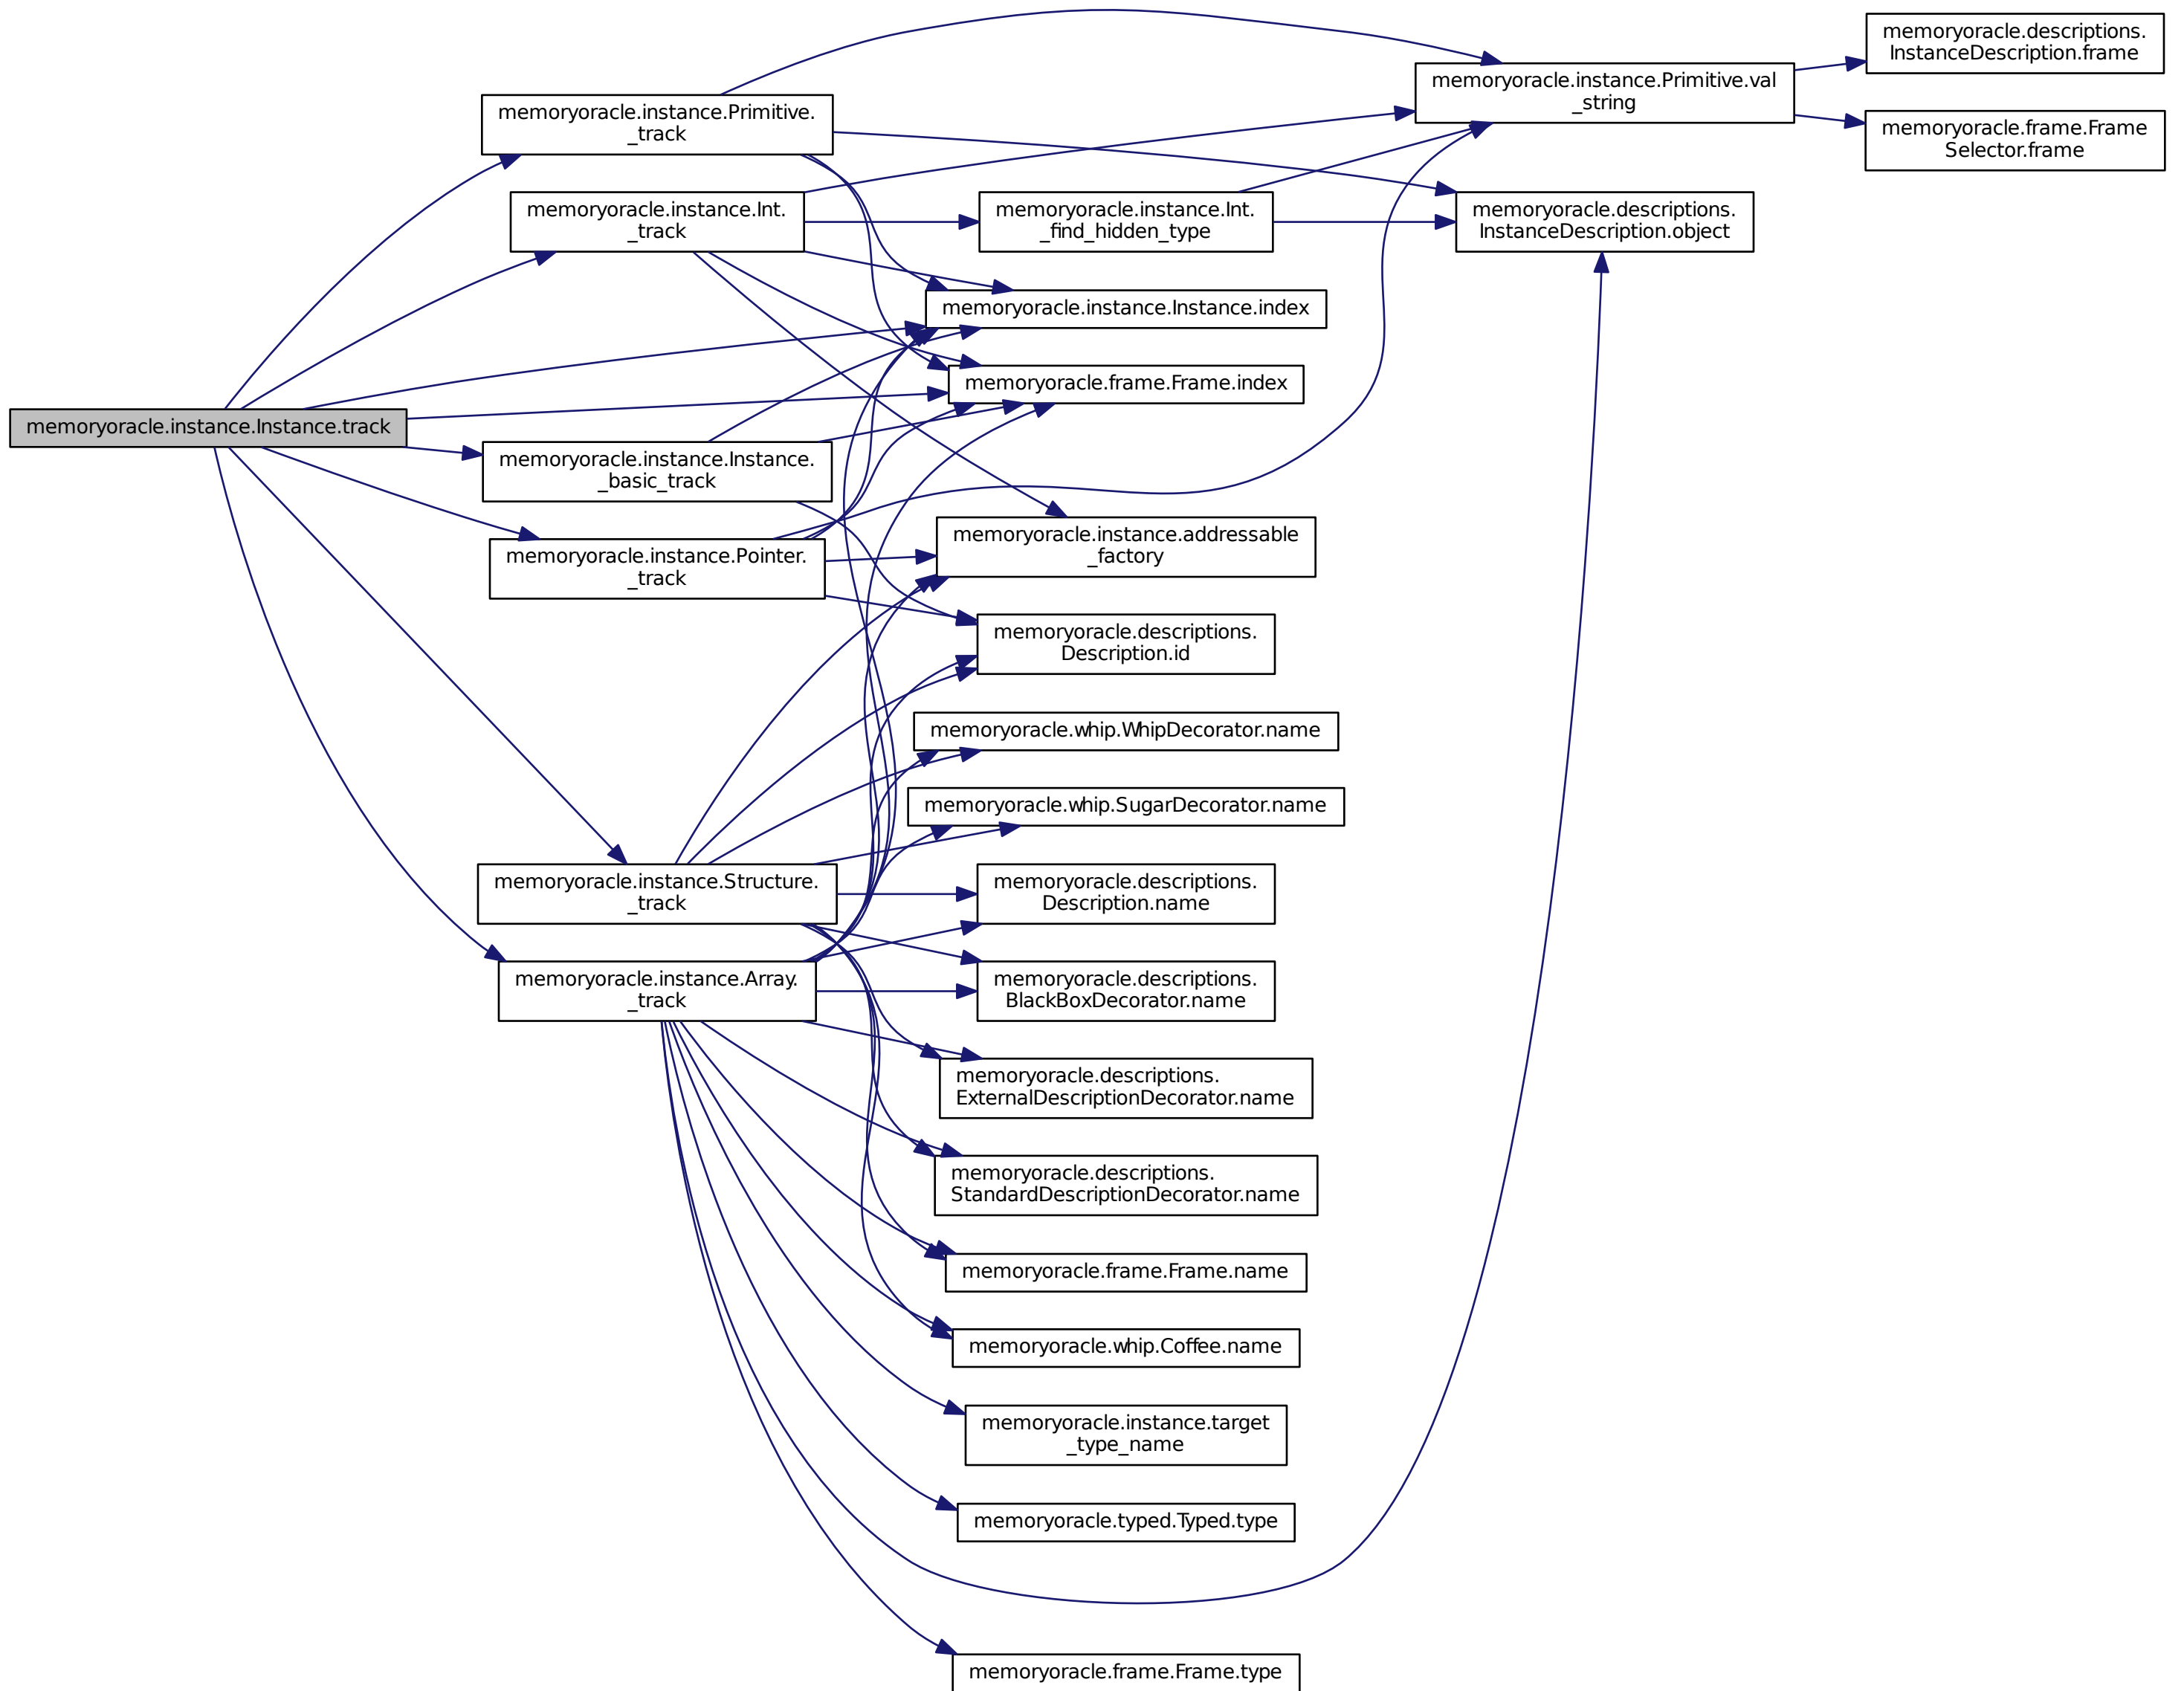 memoryoracle.instance.Instance.track
memoryoracle.instance.Primitive.
_track
memoryoracle.instance.Int.
_track
memoryoracle.instance.Instance.
_basic_track
memoryoracle.instance.Pointer.
_track
memoryoracle.instance.Structure.
_track
memoryoracle.instance.Array.
_track
memoryoracle.instance.Int.
_find_hidden_type
memoryoracle.instance.Instance.index
memoryoracle.frame.Frame.index
memoryoracle.instance.addressable
_factory
memoryoracle.descriptions.
Description.id
memoryoracle.whip.WhipDecorator.name
memoryoracle.whip.SugarDecorator.name
memoryoracle.descriptions.
Description.name
memoryoracle.descriptions.
BlackBoxDecorator.name
memoryoracle.descriptions.
ExternalDescriptionDecorator.name
memoryoracle.descriptions.
StandardDescriptionDecorator.name
memoryoracle.frame.Frame.name
memoryoracle.whip.Coffee.name
memoryoracle.instance.target
_type_name
memoryoracle.typed.Typed.type
memoryoracle.frame.Frame.type
memoryoracle.instance.Primitive.val
_string
memoryoracle.descriptions.
InstanceDescription.object
memoryoracle.descriptions.
InstanceDescription.frame
memoryoracle.frame.Frame
Selector.frame